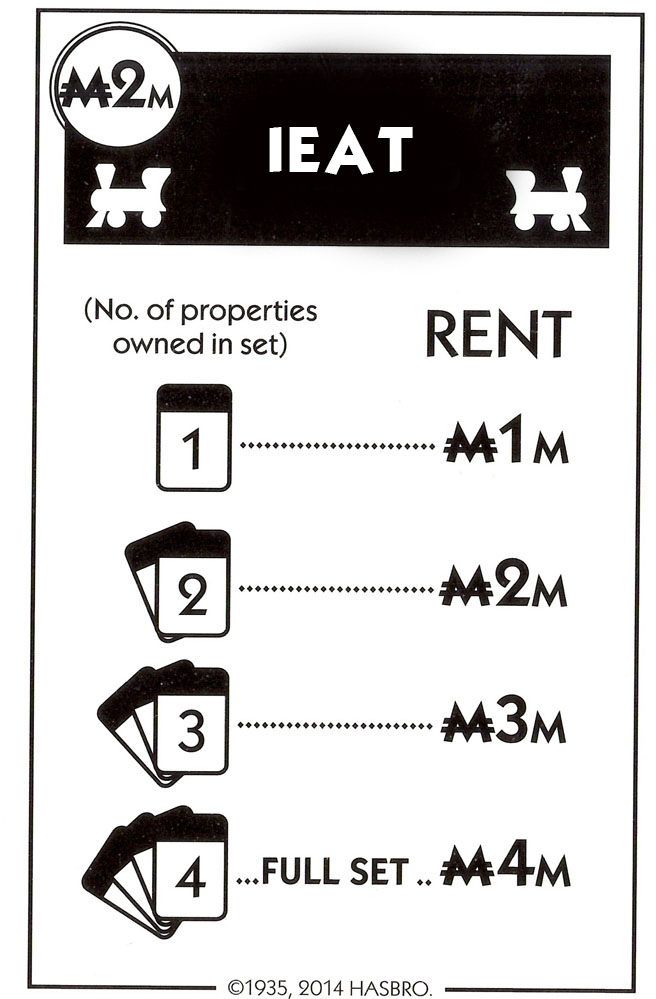 ₩2M
IEAT
(No. of properties
owned in set)
RENT
1 ₩1M
2 ₩2M
3 ₩3M
4 ...FULL SET .. ₩4M
©1935, 2014 HASBRO.